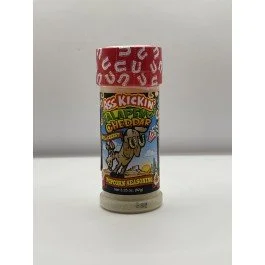 ASS KICKIN'
JALAPEÑO
CHEDDAR
POPCORN SEASONING